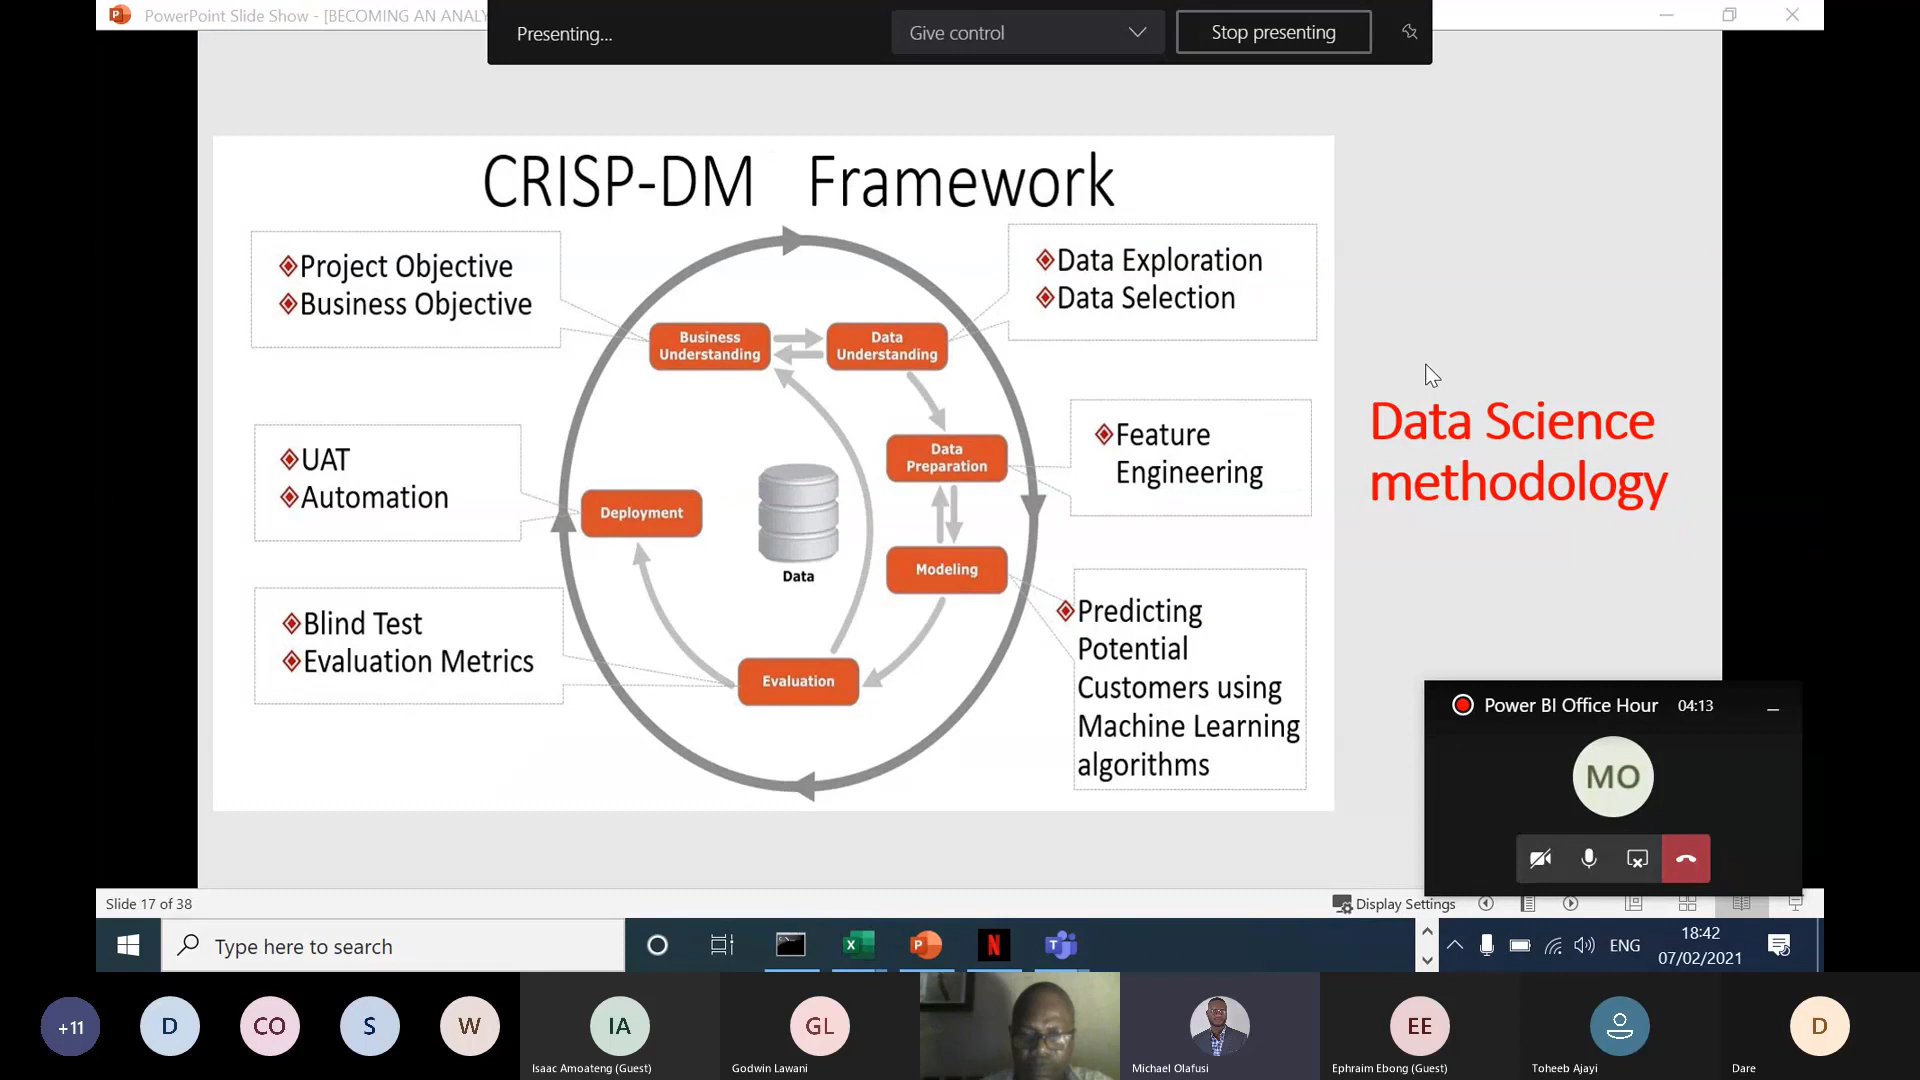 PowerPoint Slide Show - [BECOMING AN ANALY
Presenting...
Give control
Stop presenting
CRISP-DM Framework
Project Objective
Business Objective
Data Exploration
Data Selection
Business
Understanding
Data
Understanding
UAT
Automation
Data
Preparation
Feature
Engineering
Data Science
methodology
Deployment
Data
Modeling
Blind Test
Evaluation Metrics
Evaluation
Predicting
Potential
Customers using
Machine Learning
algorithms
Power BI Office Hour 04:13
MO
Slide 17 of 38
Display Settings
Type here to search
ENG
18:42
07/02/2021
+11
D
CO
S
W
IA
GL
EE
D
Isaac Amoateng (Guest)
Godwin Lawani
Michael Olafusi
Ephraim Ebong (Guest)
Toheeb Ajayi
Dare